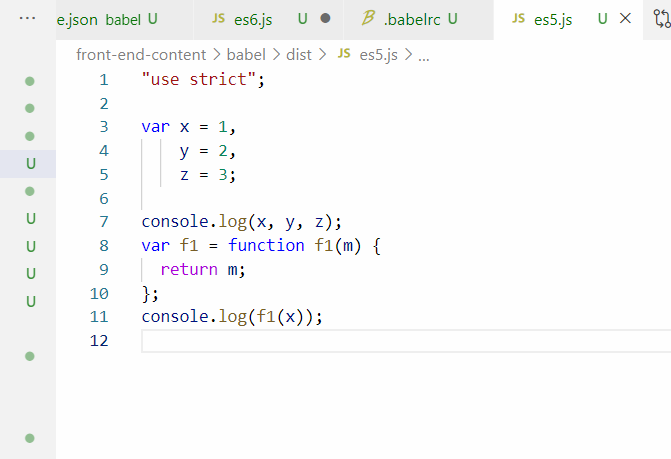 ... e.json babel U JS es6.js U .babelrc U JS es5.js U
front-end-content > babel > dist > JS es5.js > ...
1 "use strict";
2
3 var x = 1,
4 y = 2,
5 z = 3;
6
7 console.log(x, y, z);
8 var f1 = function f1(m) {
9 return m;
10 };
11 console.log(f1(x));
12
U
U
U
U
U